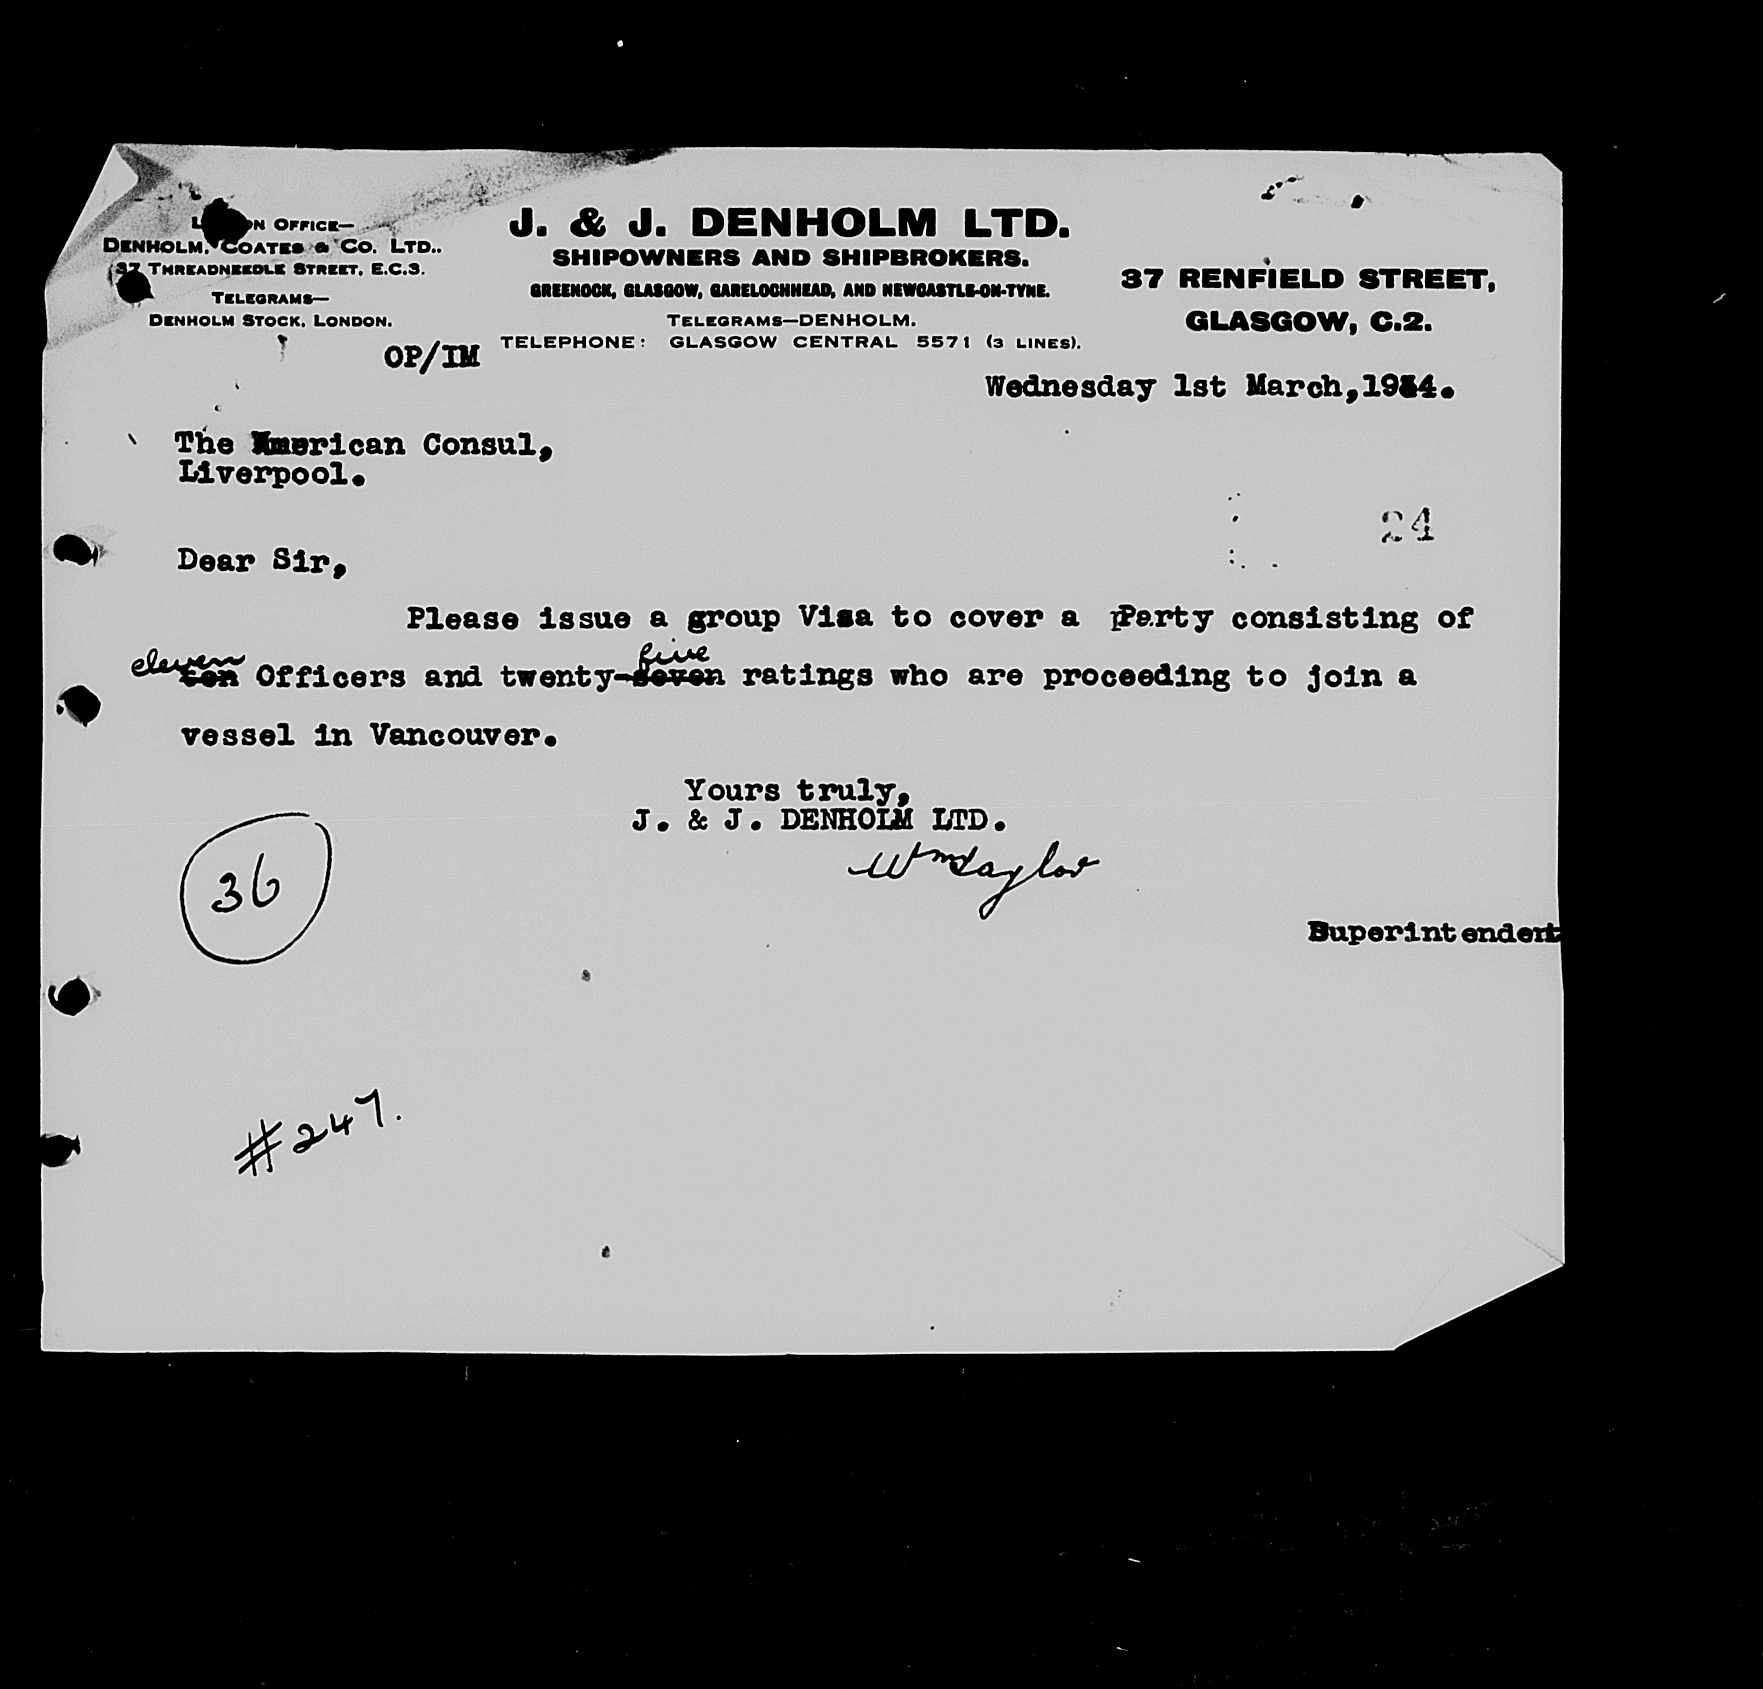 LONDON OFFICE—
DENHOLM, COATES & CO. LTD..
37 THREADNEEDLE STREET, E.C.3.
TELEGRAMS—
DENHOLM STOCK, LONDON.
J. & J. DENHOLM LTD.
SHIPOWNERS AND SHIPBROKERS.
GREENOCK, GLASGOW, GARELOCHHEAD, AND NEWCASTLE-ON-TYNE.
TELEGRAMS—DENHOLM.
TELEPHONE: GLASGOW CENTRAL 5571 (3 LINES).
37 RENFIELD STREET,
GLASGOW, C.2.
OP/IM
Wednesday 1st March, 1944.
The American Consul,
Liverpool.
24
Dear Sir,
Please issue a group Visa to cover a Party consisting of
eleven five
ten Officers and twenty-seven ratings who are proceeding to join a
vessel in Vancouver.
Yours truly,
J. & J. DENHOLM LTD.
Wm Taylor
Superintendent
36
#247.